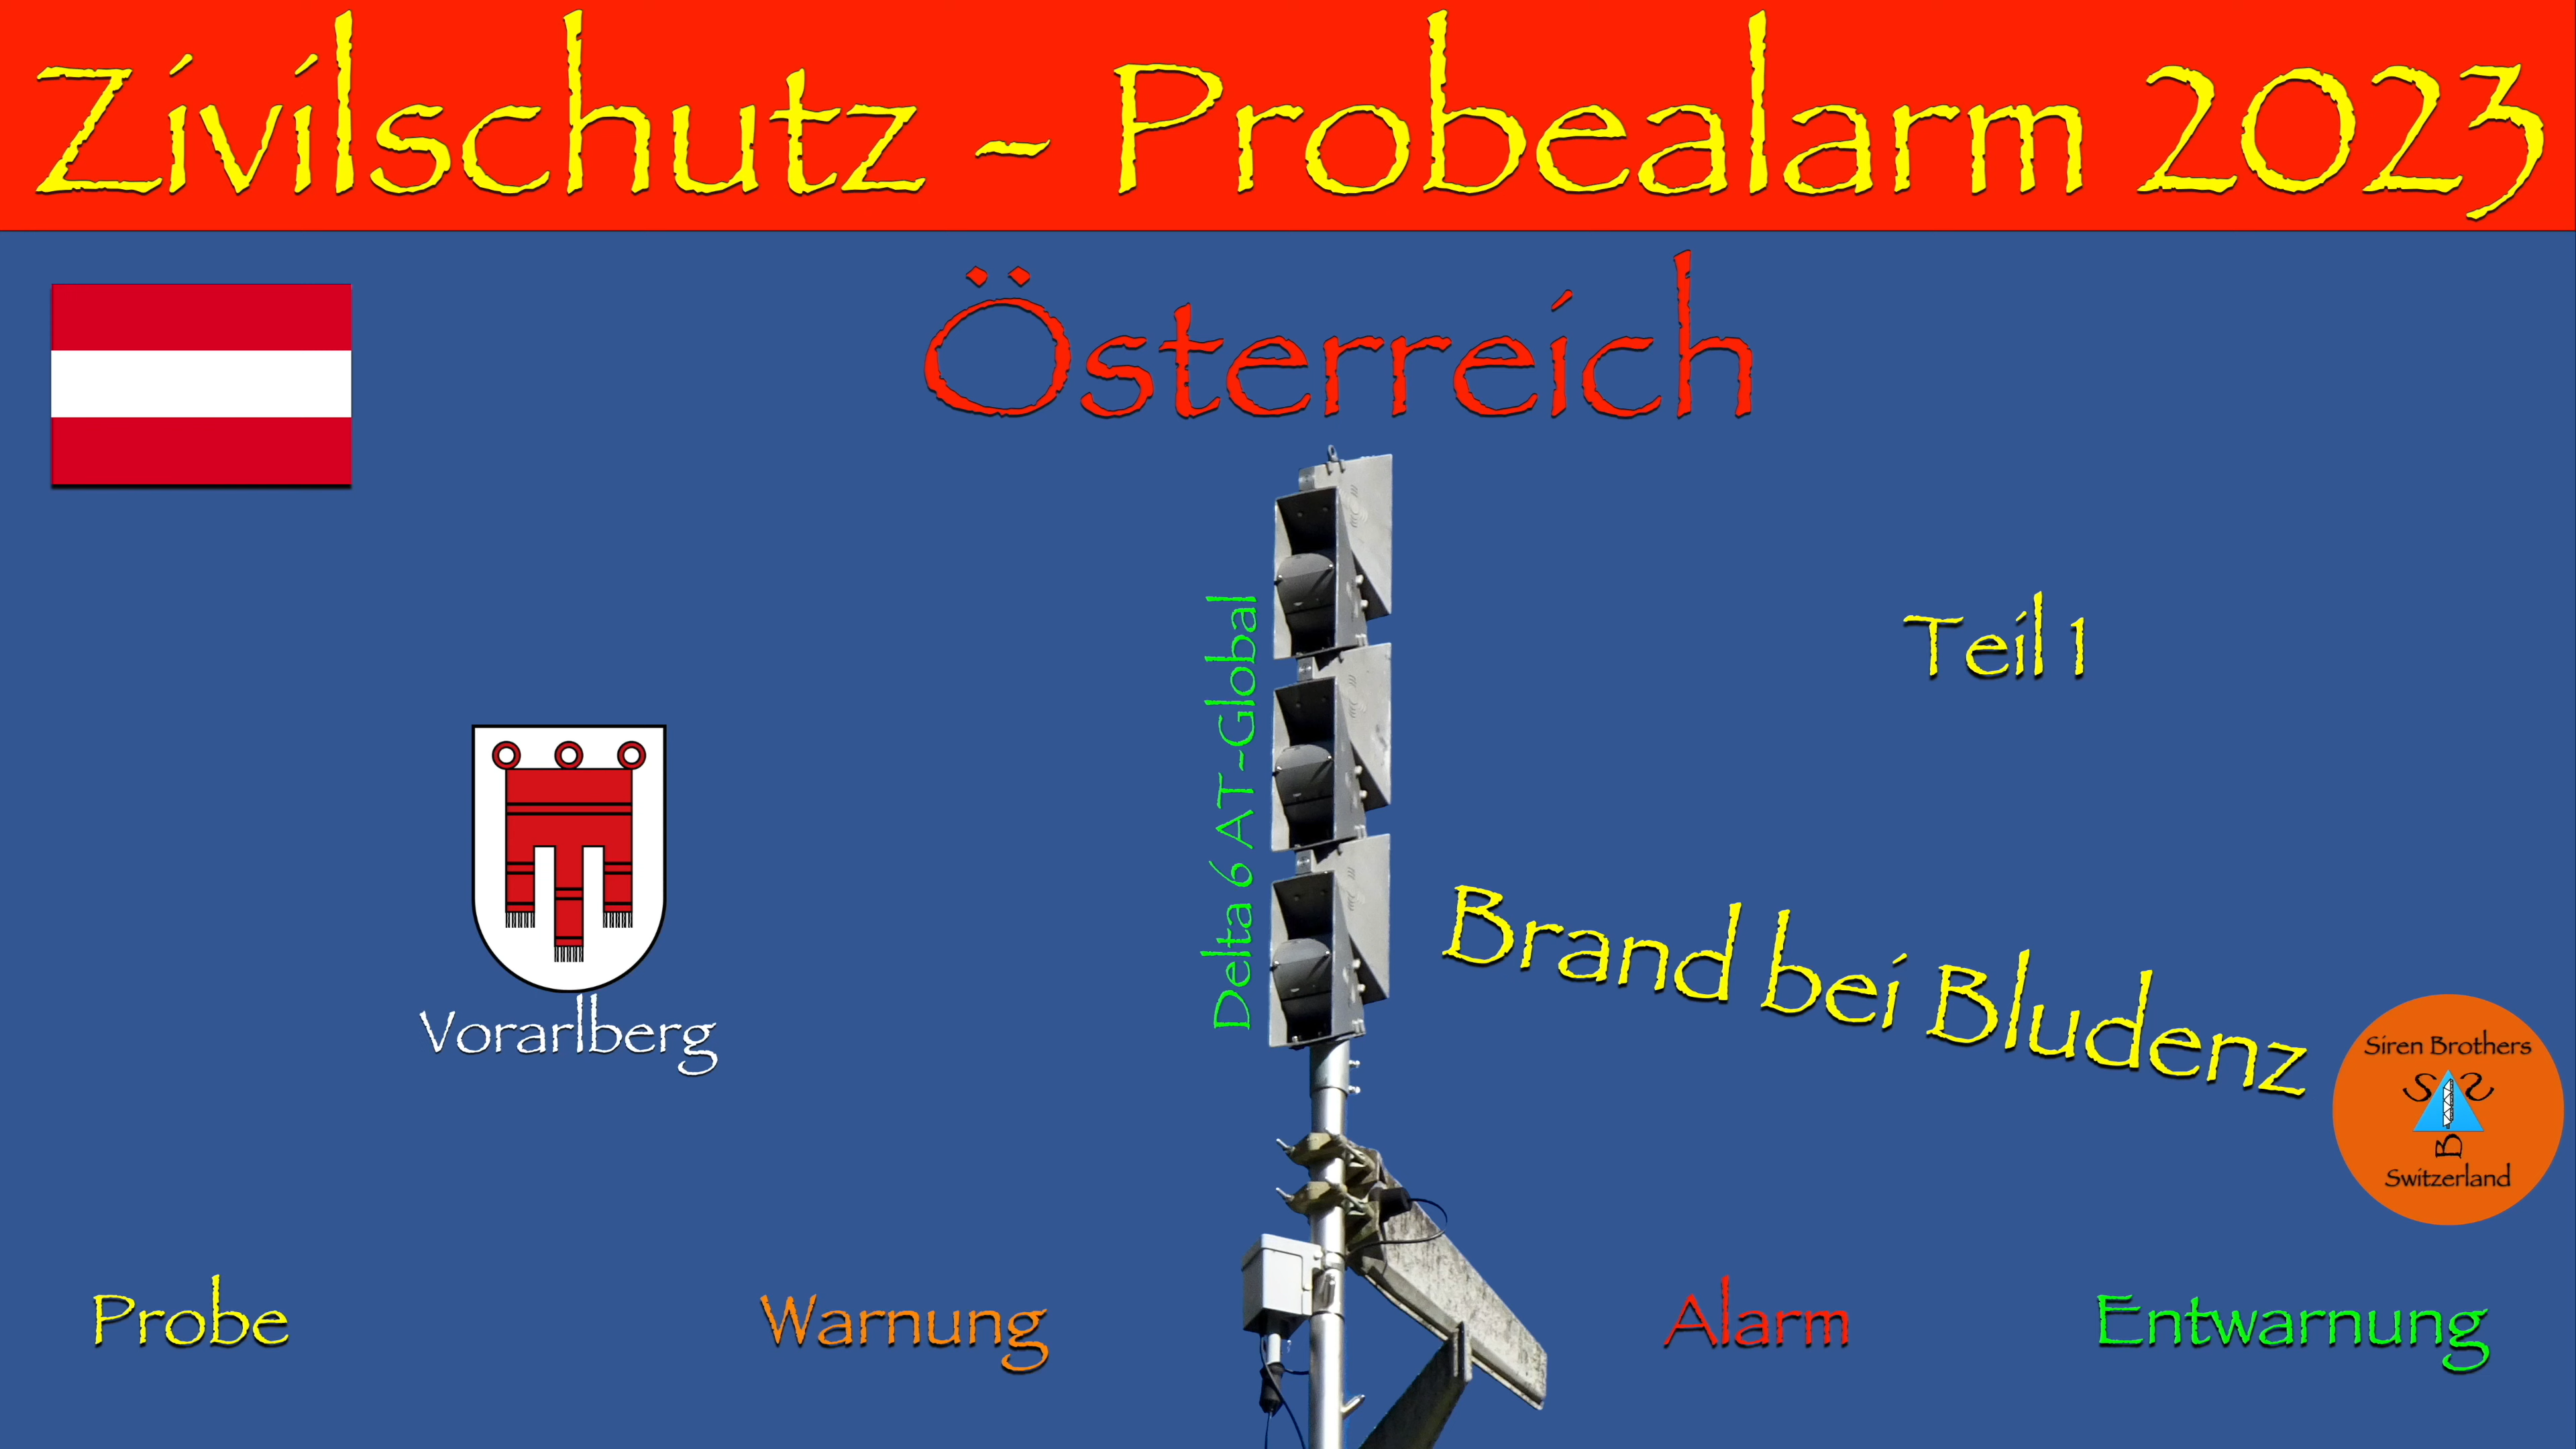 Zivilschutz - Probealarm 2023
Österreich
Delta 6 AT-Global
Teil 1
Vorarlberg
Brand bei Bludenz
Siren Brothers
S S
B
Switzerland
Probe
Warnung
Alarm
Entwarnung